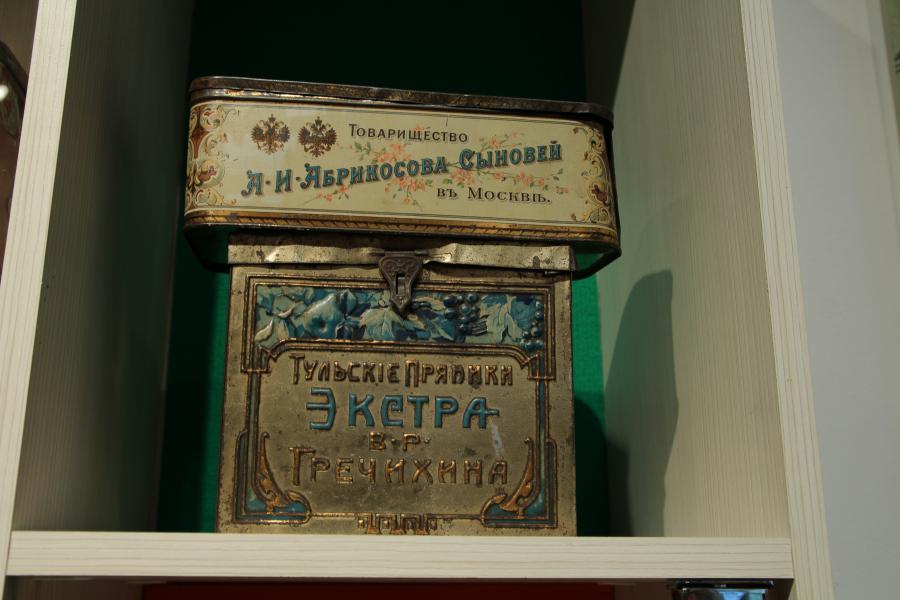 Товарищество
А·И·Абрикосова Сыновей
въ Москвѣ.
Тульскіе Пряники
Экстра
В·Р·
Гречихина